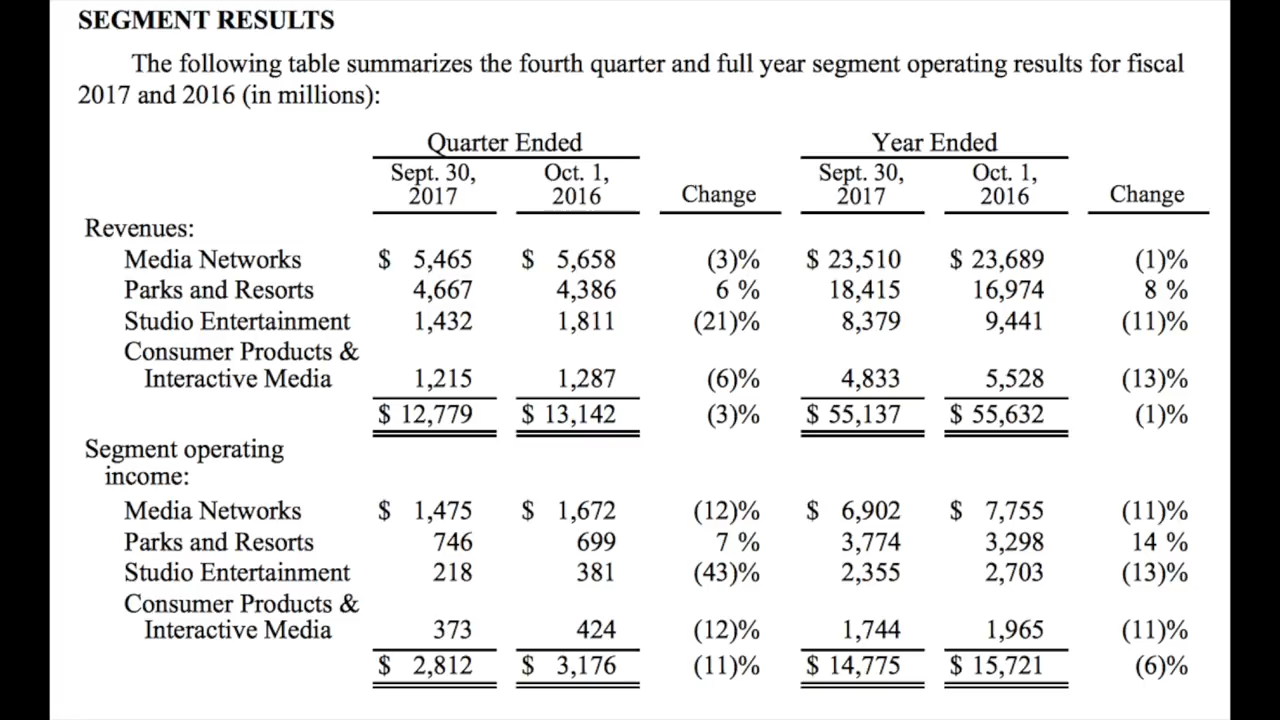 SEGMENT RESULTS
The following table summarizes the fourth quarter and full year segment operating results for fiscal
2017 and 2016 (in millions):
Quarter Ended Year Ended
Sept. 30, Oct. 1, Sept. 30, Oct. 1,
2017 2016 Change 2017 2016 Change
Revenues:
Media Networks $ 5,465 $ 5,658 (3)% $ 23,510 $ 23,689 (1)%
Parks and Resorts 4,667 4,386 6 % 18,415 16,974 8 %
Studio Entertainment 1,432 1,811 (21)% 8,379 9,441 (11)%
Consumer Products &
Interactive Media 1,215 1,287 (6)% 4,833 5,528 (13)%
$ 12,779 $ 13,142 (3)% $ 55,137 $ 55,632 (1)%
Segment operating
income:
Media Networks $ 1,475 $ 1,672 (12)% $ 6,902 $ 7,755 (11)%
Parks and Resorts 746 699 7 % 3,774 3,298 14 %
Studio Entertainment 218 381 (43)% 2,355 2,703 (13)%
Consumer Products &
Interactive Media 373 424 (12)% 1,744 1,965 (11)%
$ 2,812 $ 3,176 (11)% $ 14,775 $ 15,721 (6)%